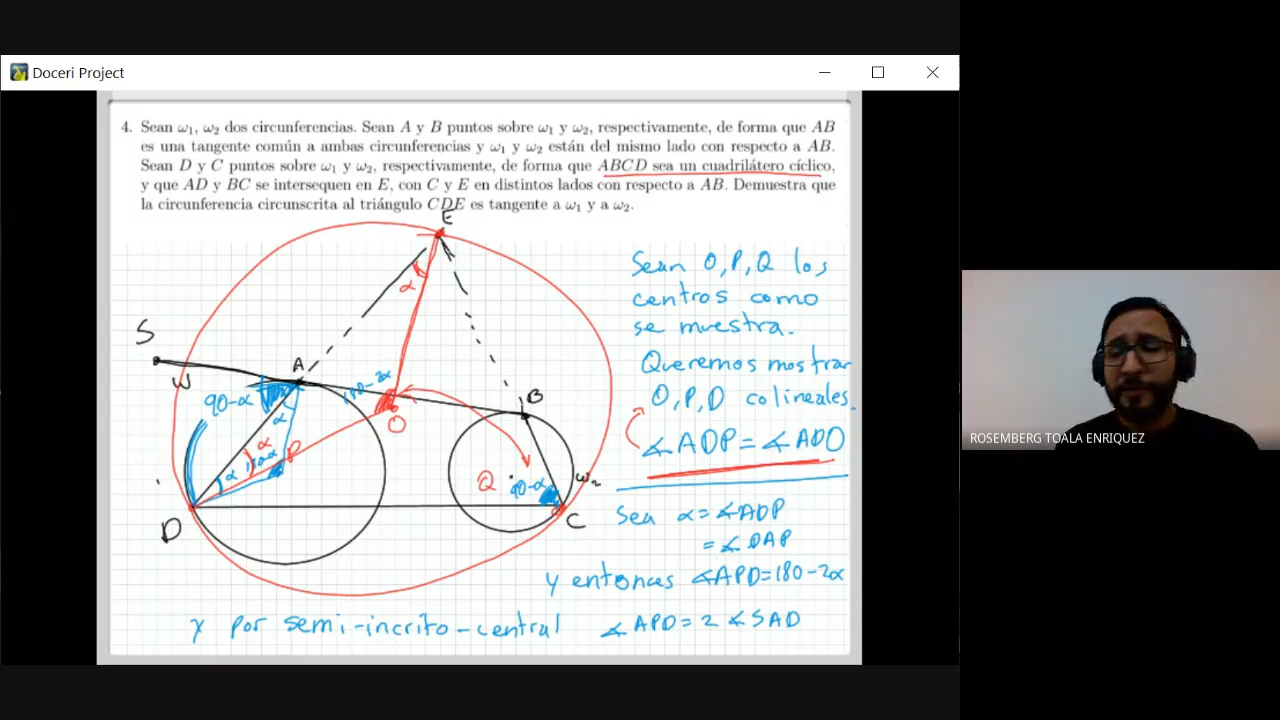 Doceri Project
4. Sean ω₁, ω₂ dos circunferencias. Sean A y B puntos sobre ω₁ y ω₂, respectivamente, de forma que AB
es una tangente común a ambas circunferencias y ω₁ y ω₂ están del mismo lado con respecto a AB.
Sean D y C puntos sobre ω₁ y ω₂, respectivamente, de forma que ABCD sea un cuadrilátero cíclico,
y que AD y BC se intersequen en E, con C y E en distintos lados con respecto a AB. Demuestra que
la circunferencia circunscrita al triángulo CDE es tangente a ω₁ y a ω₂.
E
α
S
ω
A
180-2α
90-α
α
B
O
α
P
α
Q
90-α
ω₂
D
C
Sean O, P, Q los
centros como
se muestra.
Queremos mostrar
O, P, D colineales.
∡ADP = ∡ADO
Sea α = ∡ADP
= ∡DAP
y entonces ∡APD = 180-2α
y por semi-incrito-central ∡APD = 2 ∡SAD
ROSEMBERG TOALA ENRIQUEZ